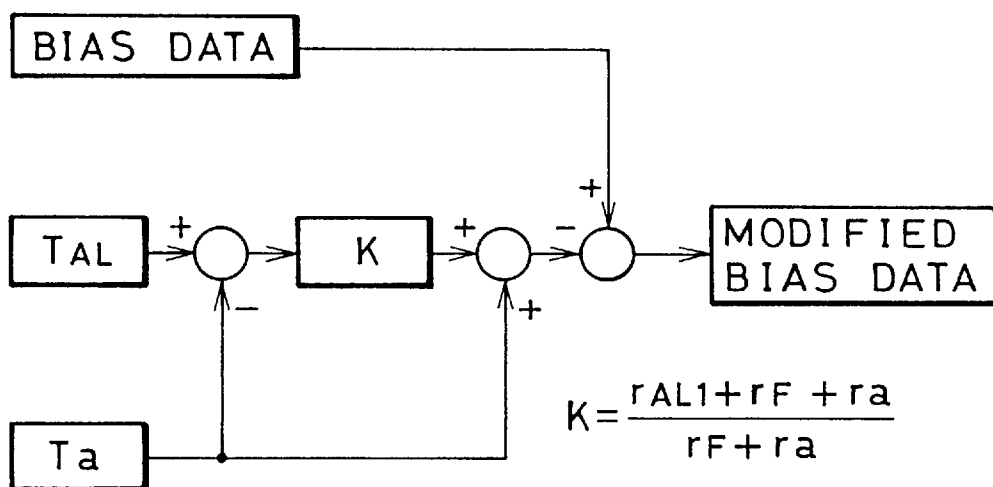 BIAS DATA
+
TAL
+
-
K
+
+
-
MODIFIED
BIAS DATA
-
+
Ta
K = rAL1+rF+ra
rF+ra